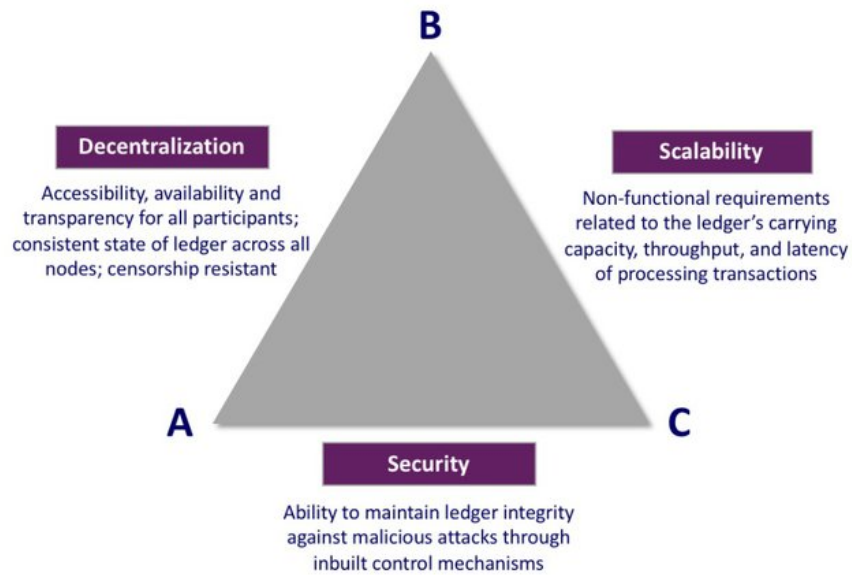 B
Decentralization
Accessibility, availability and
transparency for all participants;
consistent state of ledger across all
nodes; censorship resistant
Scalability
Non-functional requirements
related to the ledger's carrying
capacity, throughput, and latency
of processing transactions
A
C
Security
Ability to maintain ledger integrity
against malicious attacks through
inbuilt control mechanisms